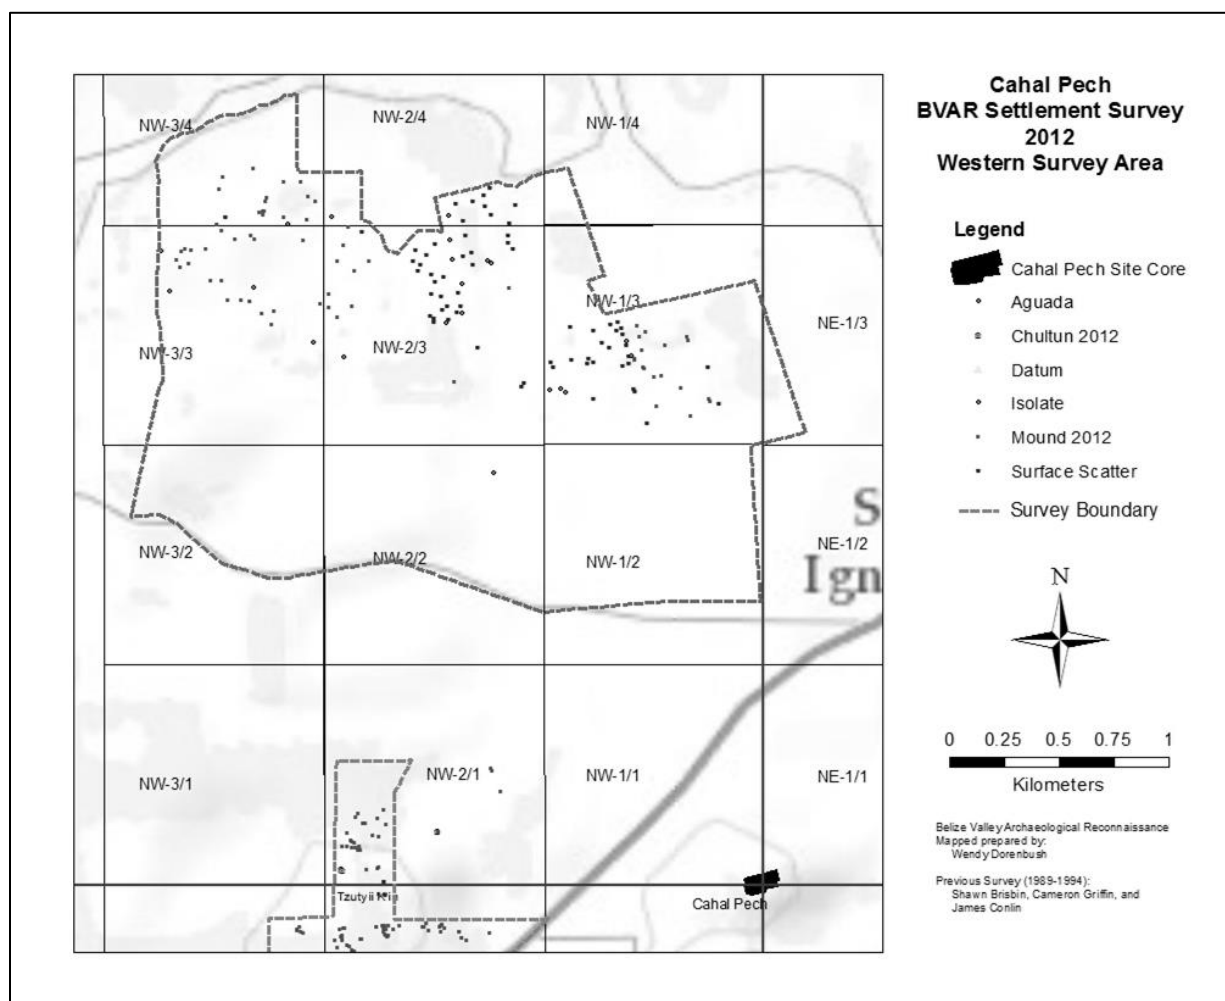 Cahal Pech
BVAR Settlement Survey
2012
Western Survey Area
Legend
Cahal Pech Site Core
Aguada
Chultun 2012
Datum
Isolate
Mound 2012
Surface Scatter
Survey Boundary
NW-3/4
NW-2/4
NW-1/4
NW-3/3
NW-2/3
NW-1/3
NE-1/3
NW-3/2
NW-2/2
NW-1/2
NE-1/2
S
Ign
NW-3/1
NW-2/1
NW-1/1
NE-1/1
Tzutyii
Cahal Pech
N
0 0.25 0.5 0.75 1
Kilometers
Belize Valley Archaeological Reconnaissance
Mapped prepared by:
Wendy Dorenbush
Previous Survey (1989-1994):
Shawn Brisbin, Cameron Griffin, and
James Conlin